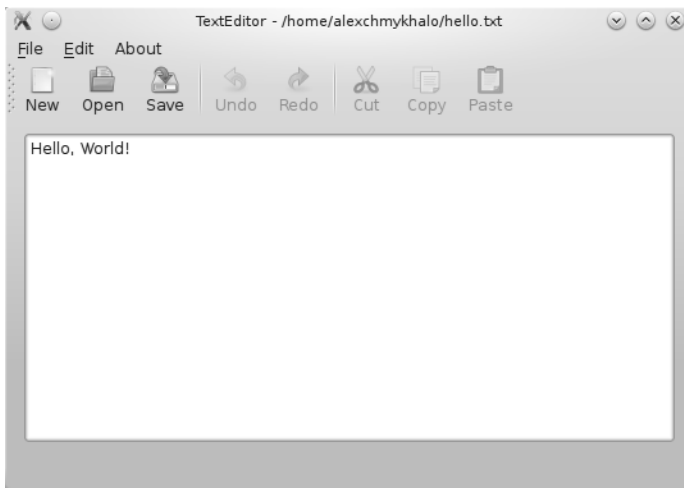 TextEditor - /home/alexchmykhalo/hello.txt
File Edit About
New Open Save Undo Redo Cut Copy Paste
Hello, World!